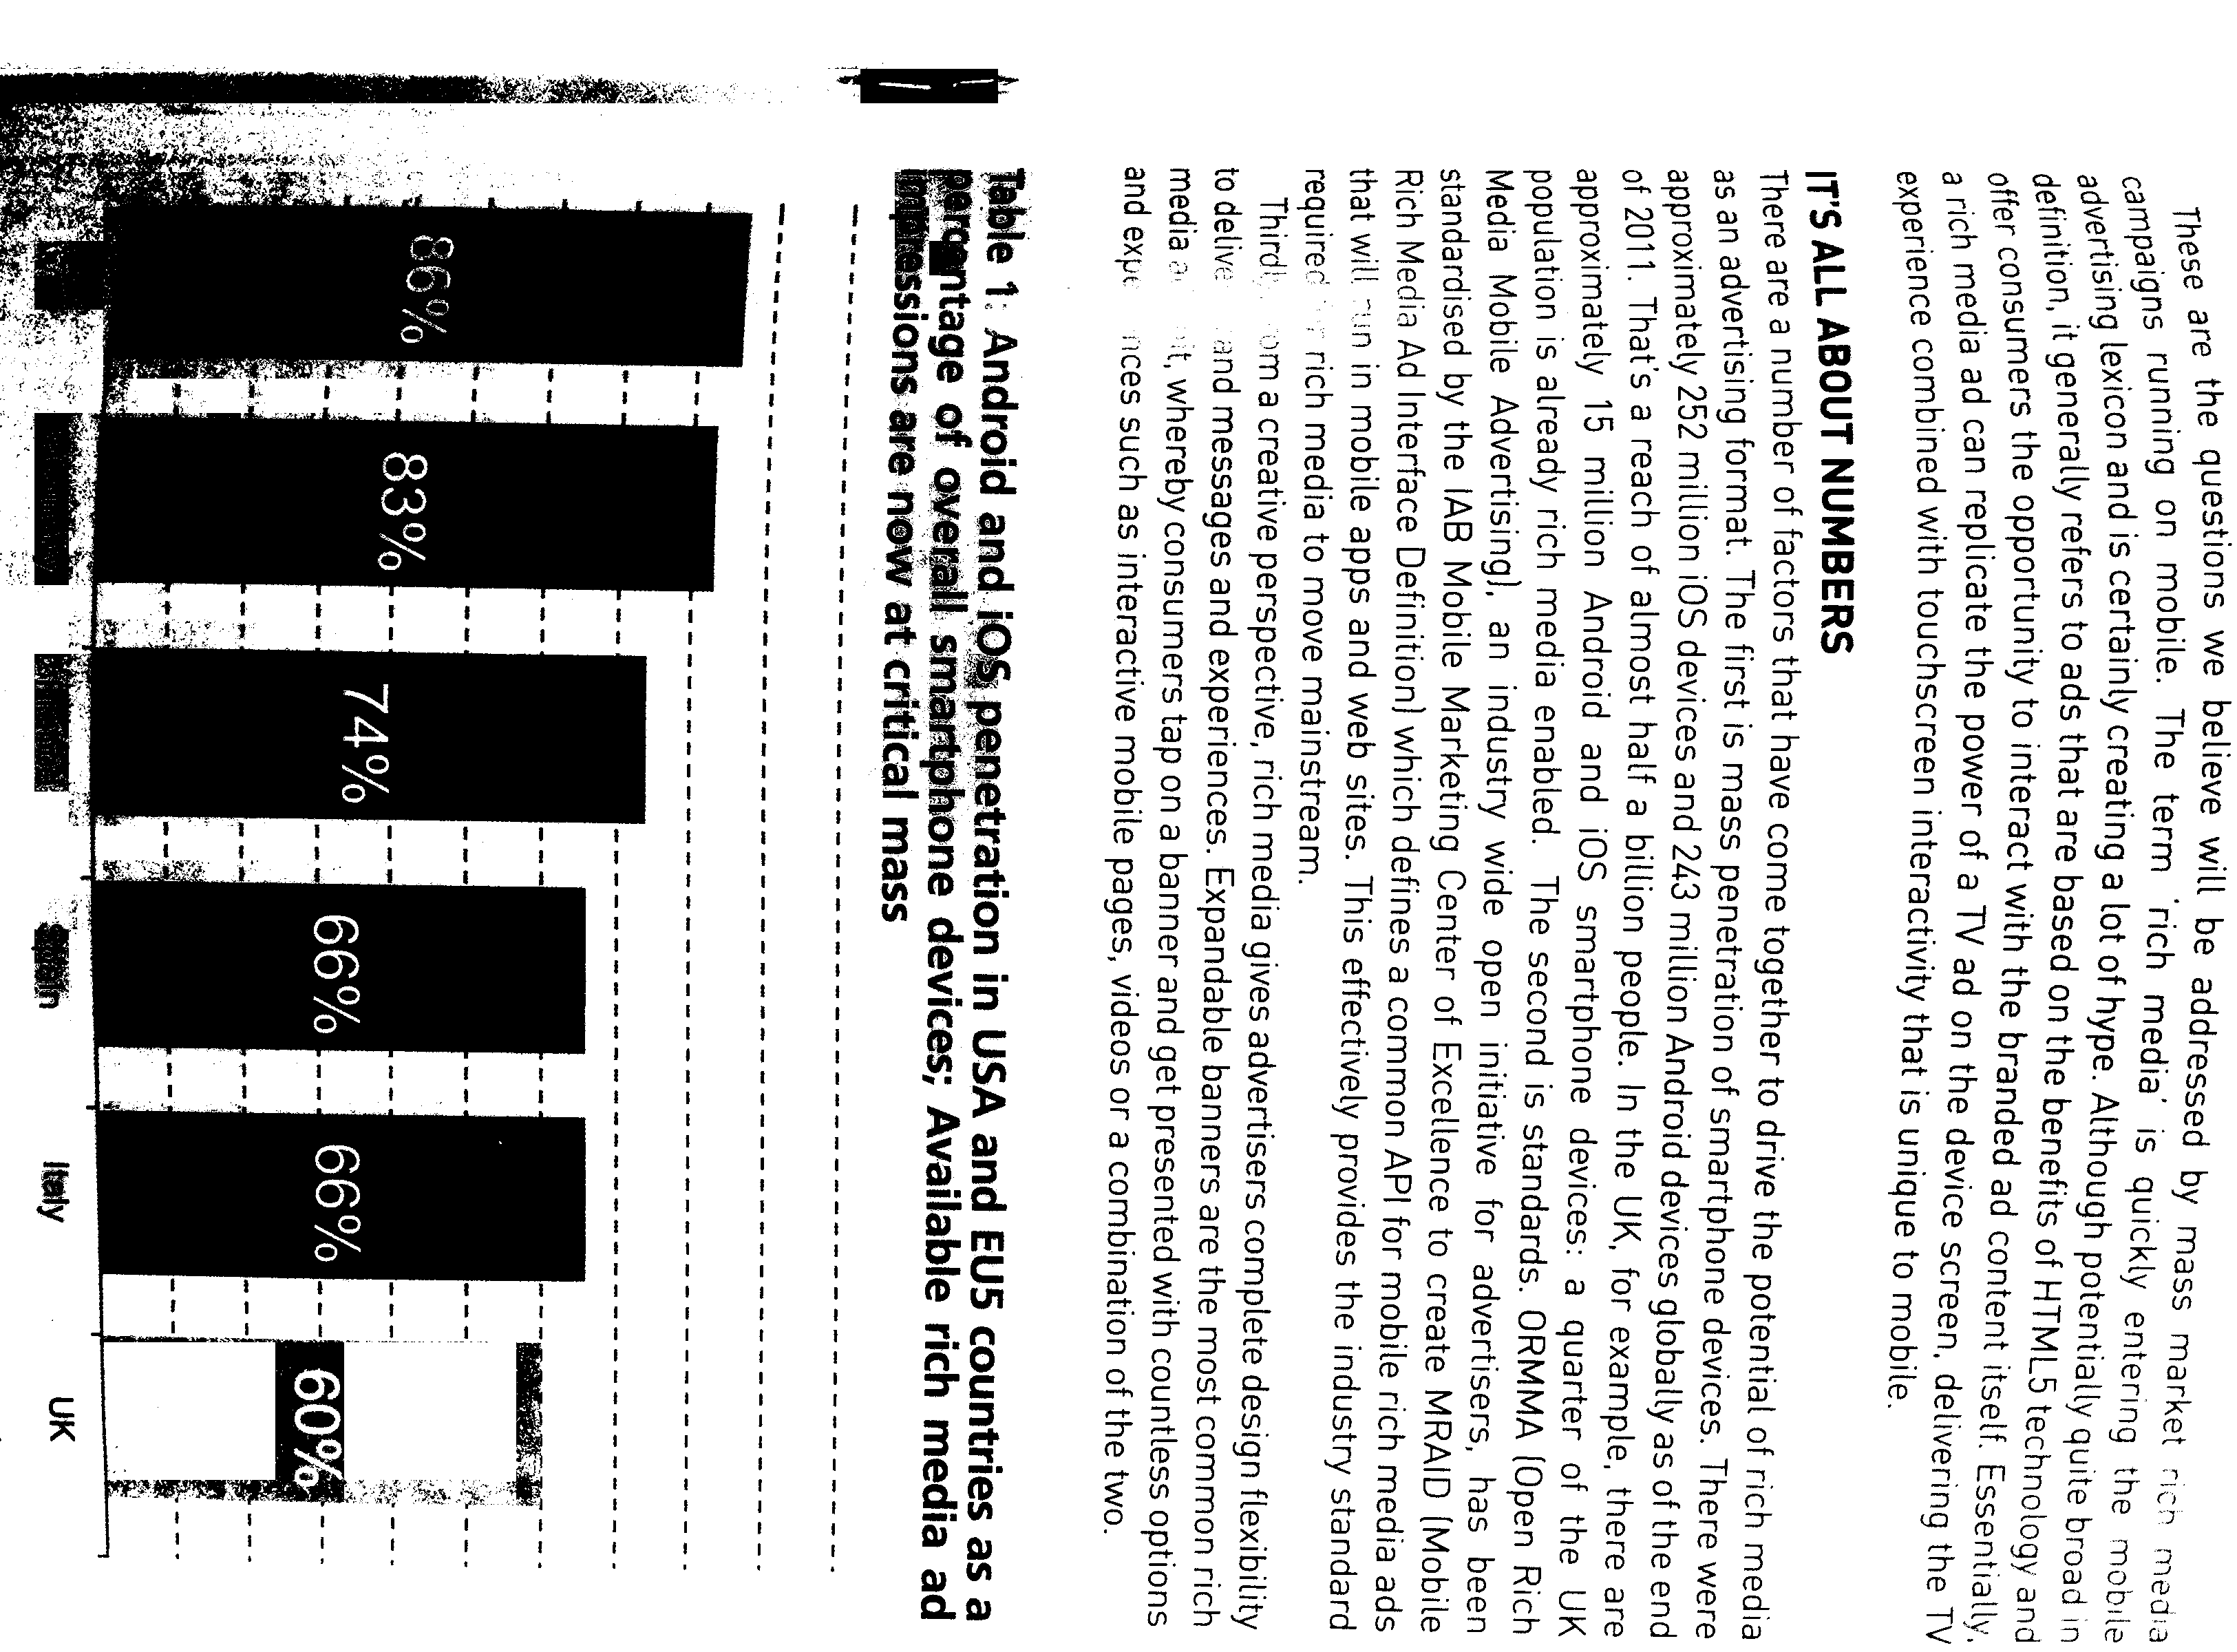 These are the questions we believe will be addressed by mass market rich media
campaigns running on mobile. The term 'rich media' is quickly entering the mobile
advertising lexicon and is certainly creating a lot of hype. Although potentially quite broad in
definition, it generally refers to ads that are based on the benefits of HTML5 technology and
offer consumers the opportunity to interact with the branded ad content itself. Essentially,
a rich media ad can replicate the power of a TV ad on the device screen, delivering the TV
experience combined with touchscreen interactivity that is unique to mobile.
IT'S ALL ABOUT NUMBERS
There are a number of factors that have come together to drive the potential of rich media
as an advertising format. The first is mass penetration of smartphone devices. There were
approximately 252 million iOS devices and 243 million Android devices globally as of the end
of 2011. That's a reach of almost half a billion people. In the UK, for example, there are
approximately 15 million Android and iOS smartphone devices: a quarter of the UK
population is already rich media enabled. The second is standards. ORMMA (Open Rich
Media Mobile Advertising), an industry wide open initiative for advertisers, has been
standardised by the IAB Mobile Marketing Center of Excellence to create MRAID (Mobile
Rich Media Ad Interface Definition) which defines a common API for mobile rich media ads
that will run in mobile apps and web sites. This effectively provides the industry standard
required for rich media to move mainstream.
Thirdly, from a creative perspective, rich media gives advertisers complete design flexibility
to deliver and messages and experiences. Expandable banners are the most common rich
media whereby consumers tap on a banner and get presented with countless options
and such as interactive mobile pages, videos or a combination of the two.
Table 1: Android and iOS penetration in USA and EU5 countries as a
percentage of overall smartphone devices; Available rich media ad
impressions are now at critical mass
86%
83%
74%
66%
66%
60%
Spain
Italy
UK